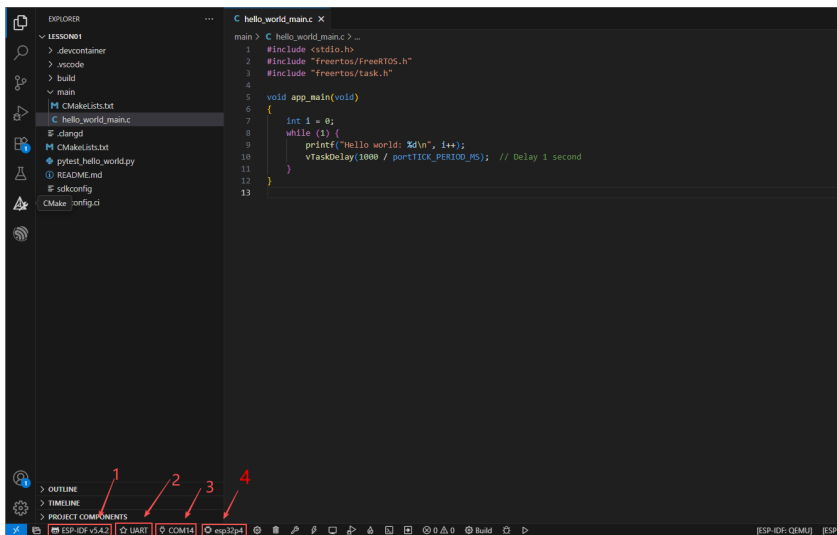 EXPLORER
LESSON01
.devcontainer
.vscode
build
main
CMakeLists.txt
hello_world_main.c
.clangd
CMakeLists.txt
pytest_hello_world.py
README.md
sdkconfig
CMake
config.ci
OUTLINE
TIMELINE
PROJECT COMPONENTS
hello_world_main.c
main > C hello_world_main.c > ...
1 #include <stdio.h>
2 #include "freertos/FreeRTOS.h"
3 #include "freertos/task.h"
4
5 void app_main(void)
6 {
7 int i = 0;
8 while (1) {
9 printf("Hello world: %d\n", i++);
10 vTaskDelay(1000 / portTICK_PERIOD_MS); // Delay 1 second
11 }
12 }
13
1 2 3 4
ESP-IDF v5.4.2 UART COM14 esp32p4 0 0 Build [ESP-IDF: QEMU] [ESP